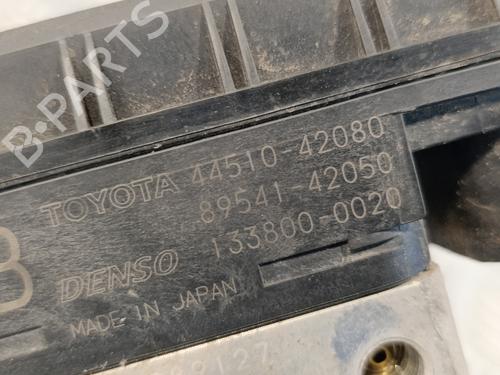 B-PARTS
TOYOTA 44510-42080
89541-42050
B
133800-0020
DENSO
MADE IN JAPAN